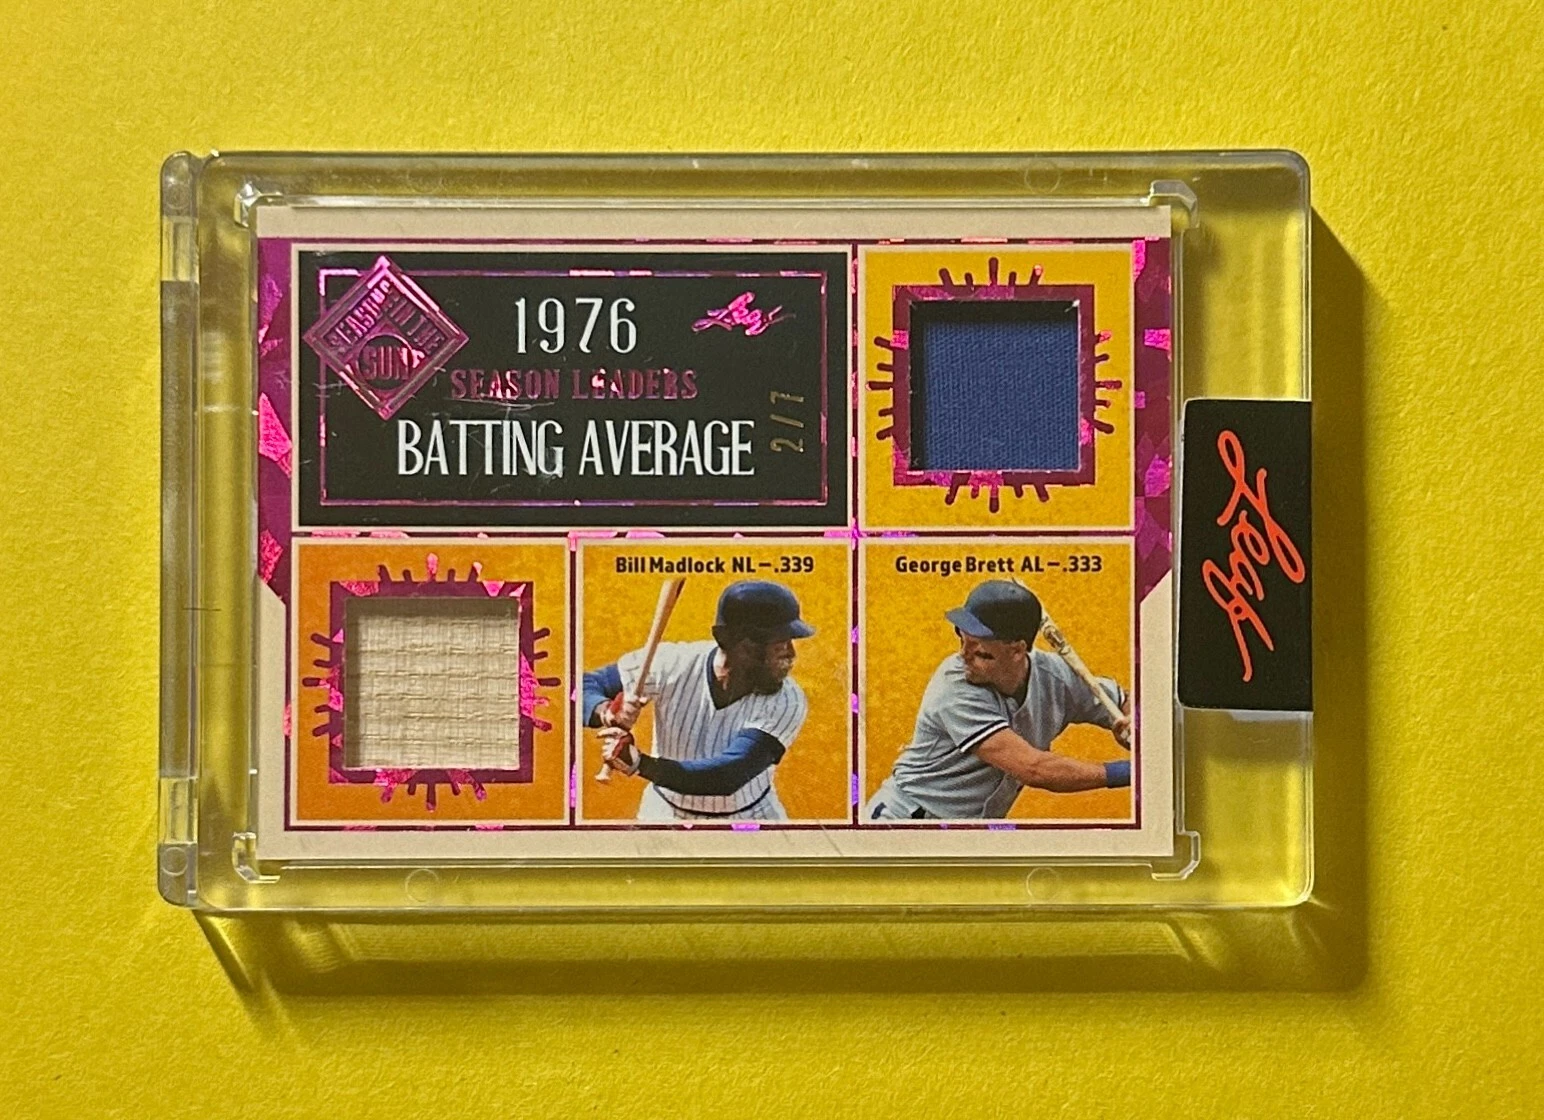 SEASONS IN THE
SUN
Leaf
1976
SEASON LEADERS
BATTING AVERAGE
2/7
Bill Madlock NL–.339
George Brett AL–.333
Leaf